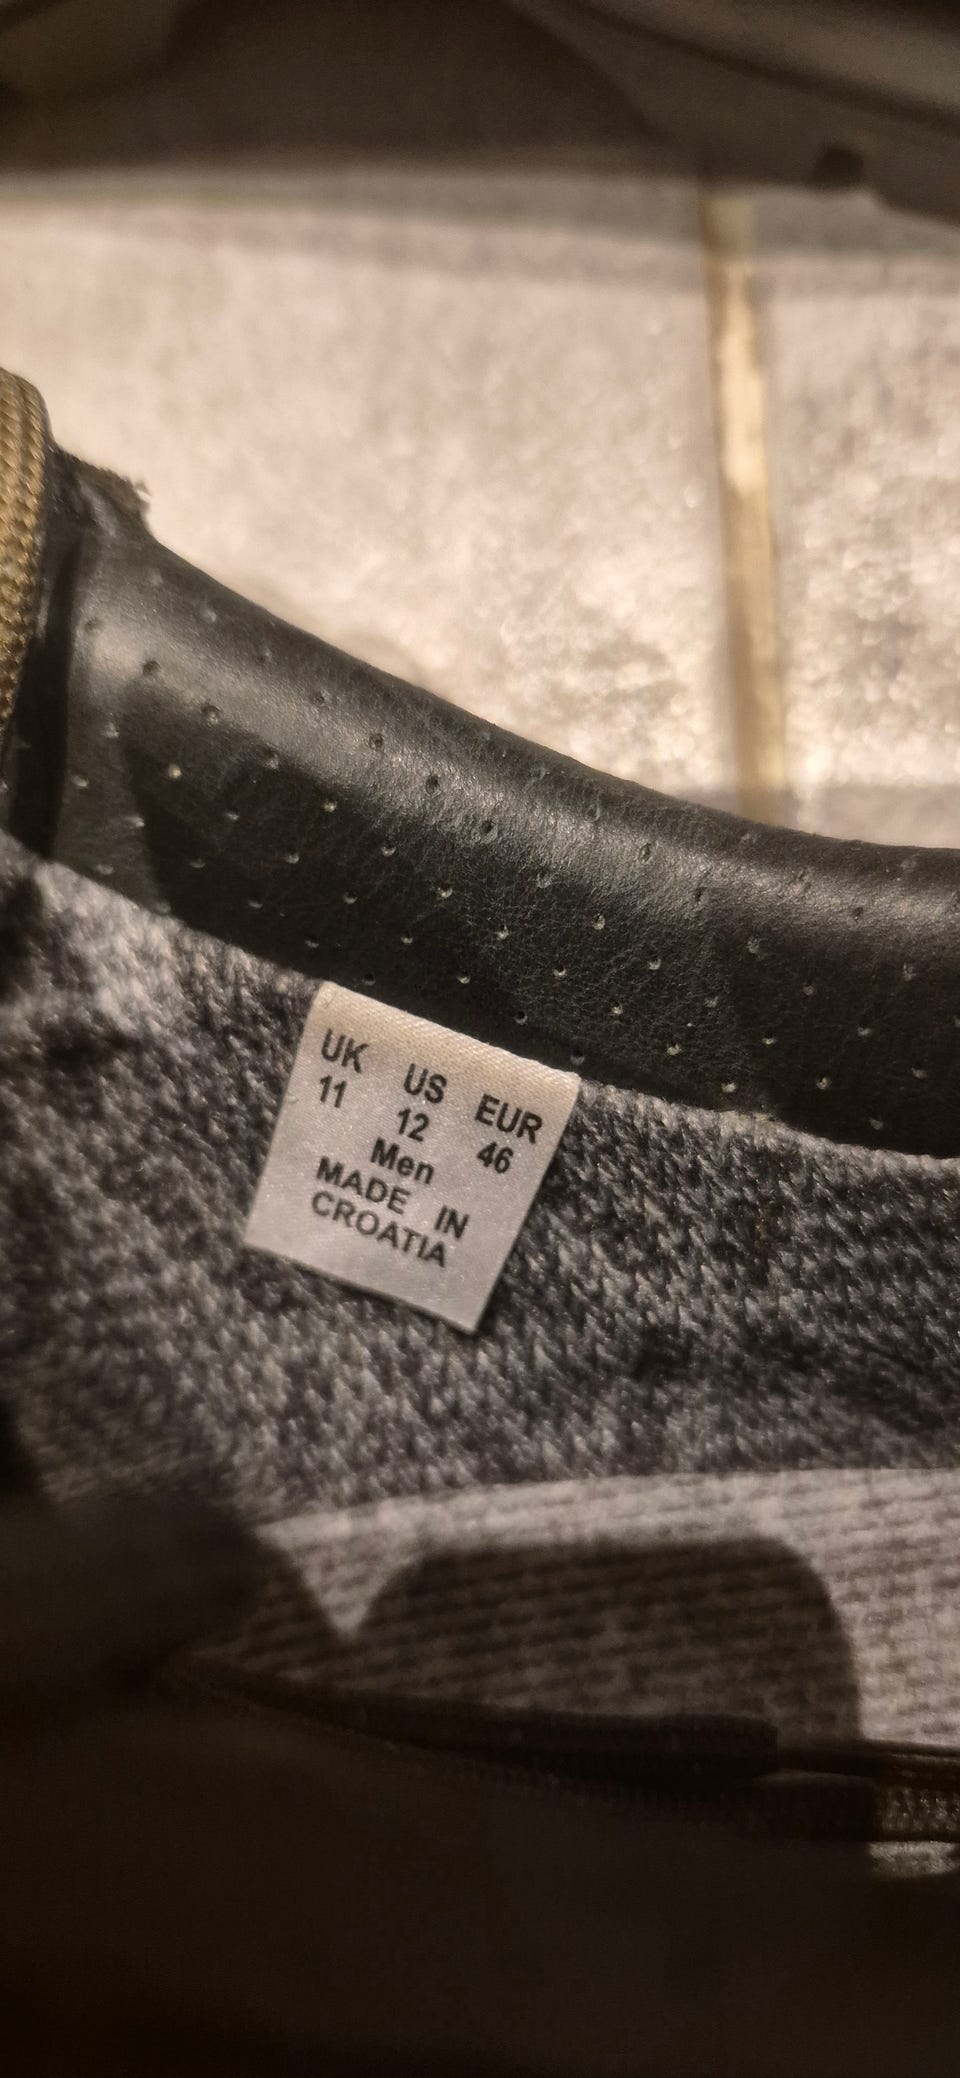 UK US EUR
11 12 46
Men
MADE IN
CROATIA